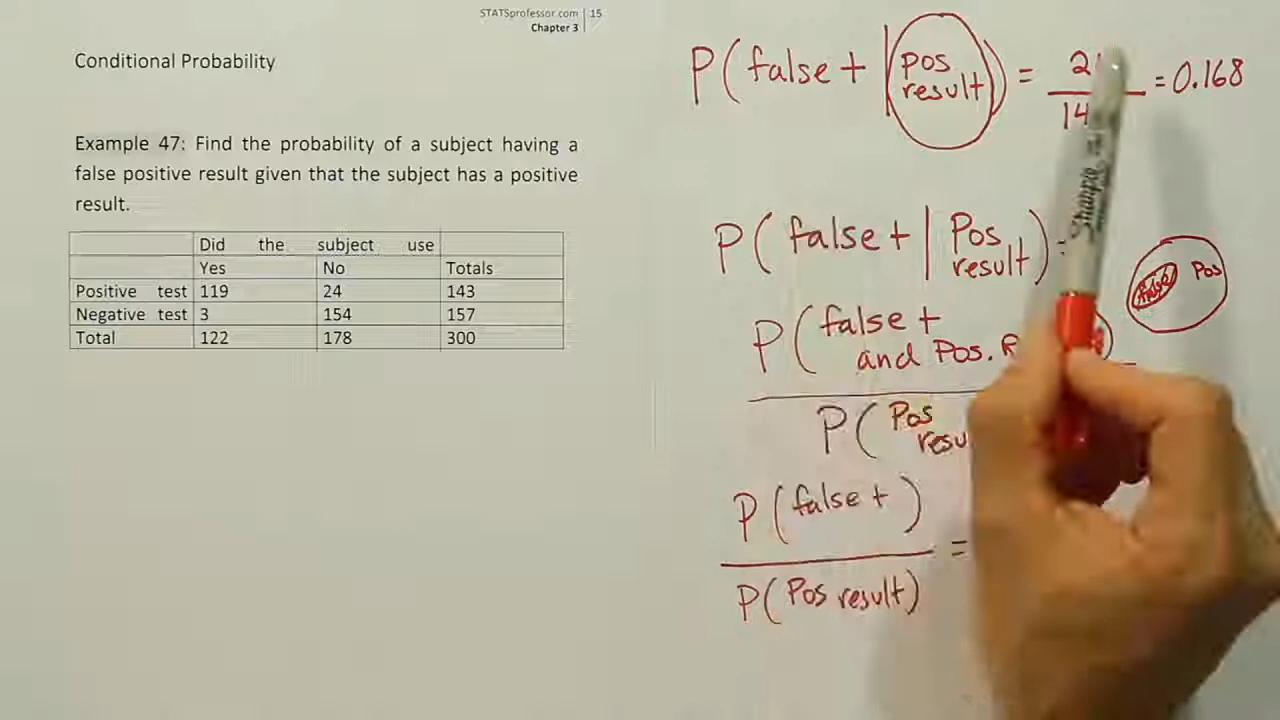 STATSprofessor.com | 15
Chapter 3
Conditional Probability
Example 47: Find the probability of a subject having a
false positive result given that the subject has a positive
result.
Did the subject use
Yes No Totals
Positive test 119 24 143
Negative test 3 154 157
Total 122 178 300
P(false + | pos result) = = 0.168
P(false + | Pos result)
P(false +
and Pos.
P(Pos
false Pos
P(false +) =
P(Pos result)
Sharpie